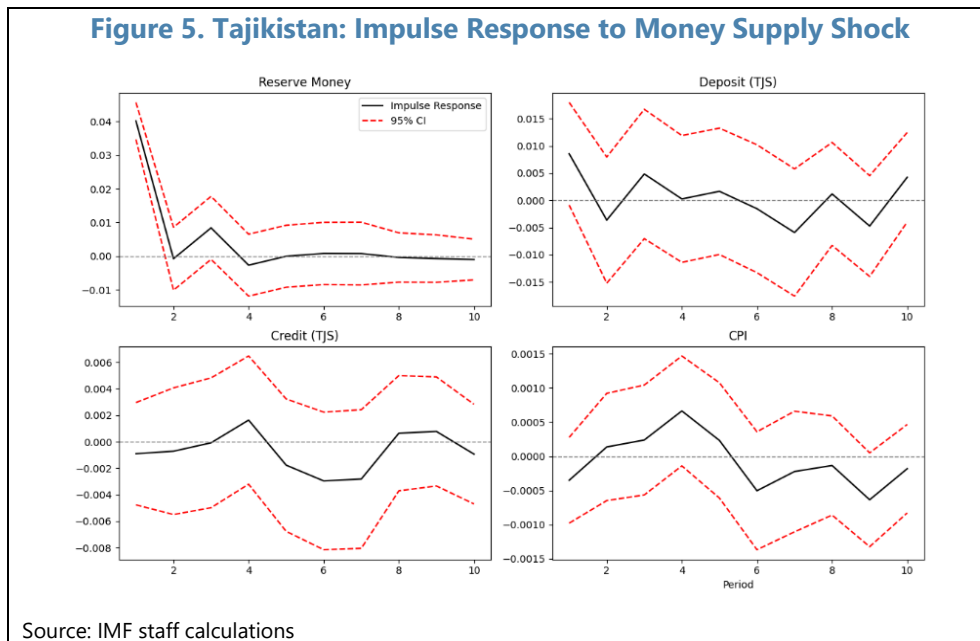 Figure 5. Tajikistan: Impulse Response to Money Supply Shock
Reserve Money
0.04
0.03
0.02
0.01
0.00
−0.01
2 4 6 8 10
Impulse Response
95% CI
Deposit (TJS)
0.015
0.010
0.005
0.000
−0.005
−0.010
−0.015
2 4 6 8 10
Credit (TJS)
0.006
0.004
0.002
0.000
−0.002
−0.004
−0.006
−0.008
2 4 6 8 10
CPI
0.0015
0.0010
0.0005
0.0000
−0.0005
−0.0010
−0.0015
2 4 6 8 10
Period
Source: IMF staff calculations